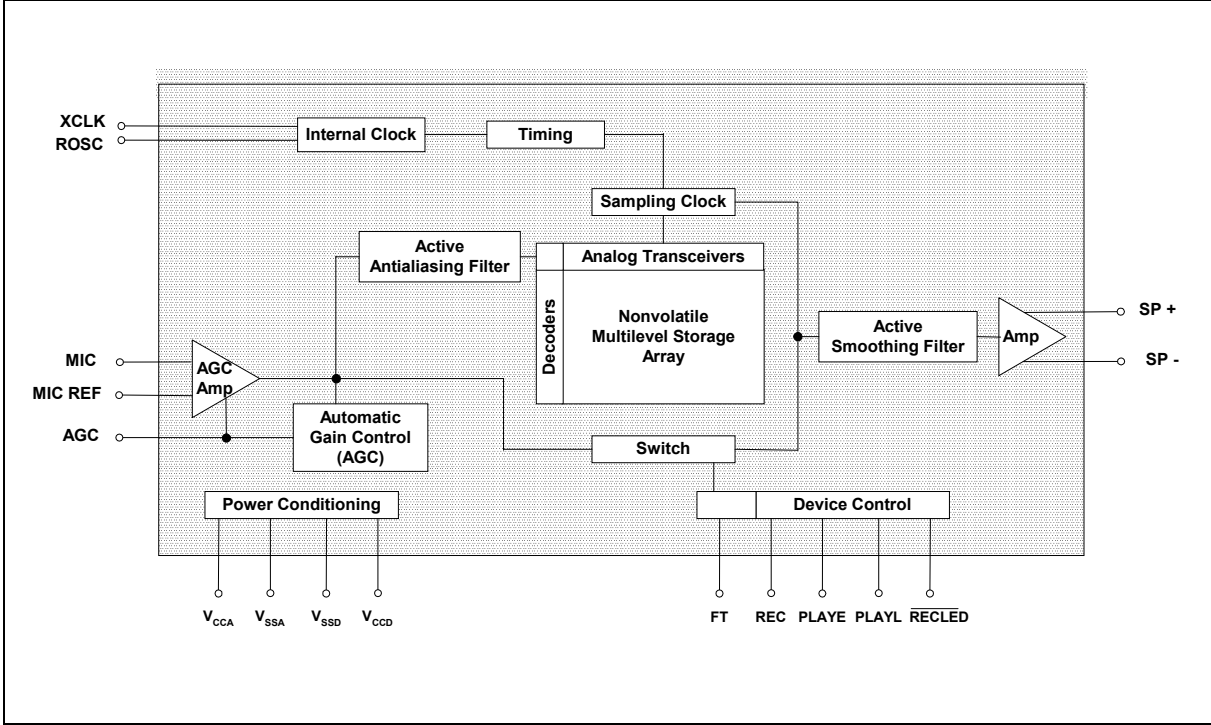 XCLK
ROSC
Internal Clock
Timing
Sampling Clock
Active
Antialiasing Filter
Analog Transceivers
Decoders
Nonvolatile
Multilevel Storage
Array
Active
Smoothing Filter
Amp
SP +
SP -
MIC
MIC REF
AGC
AGC
Amp
Automatic
Gain Control
(AGC)
Switch
Power Conditioning
Device Control
VCCA
VSSA
VSSD
VCCD
FT
REC
PLAYE
PLAYL
RECLED